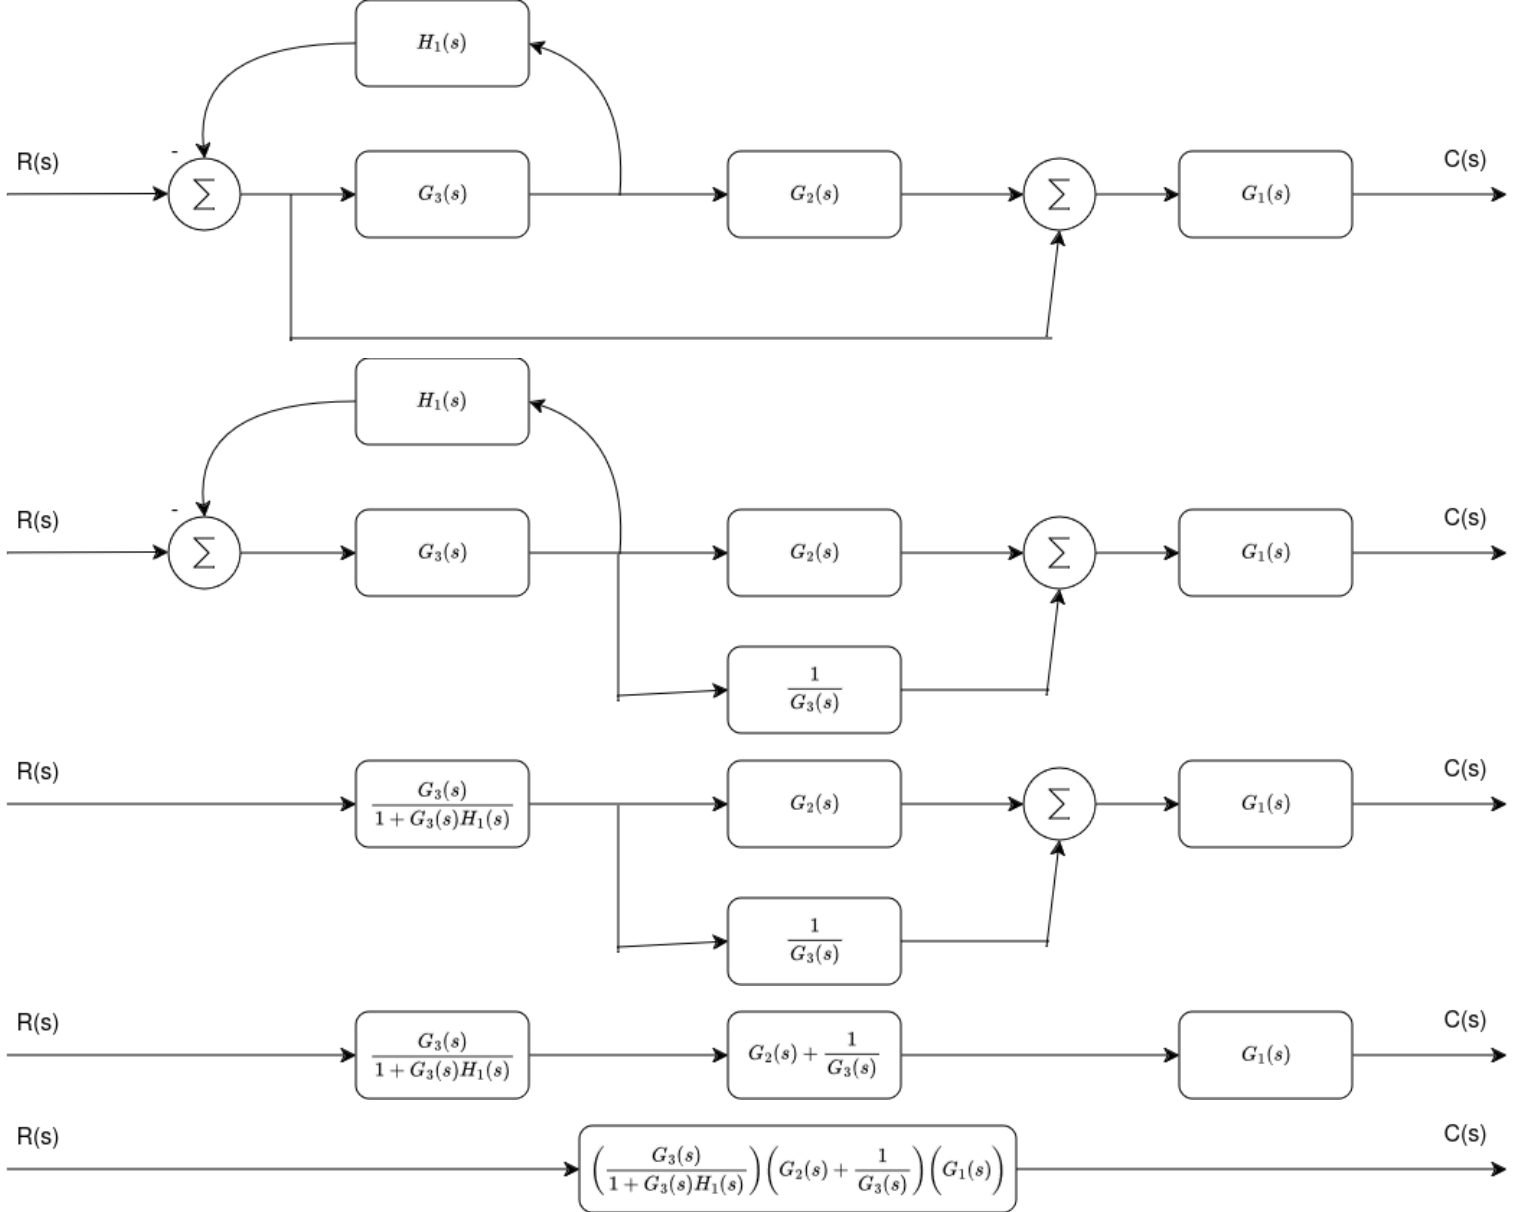 H₁(s)
-
R(s)
∑
G₃(s)
G₂(s)
∑
G₁(s)
C(s)
H₁(s)
-
R(s)
∑
G₃(s)
G₂(s)
∑
G₁(s)
C(s)
1/G₃(s)
R(s)
G₃(s)/(1 + G₃(s)H₁(s))
G₂(s)
∑
G₁(s)
C(s)
1/G₃(s)
R(s)
G₃(s)/(1 + G₃(s)H₁(s))
G₂(s) + 1/G₃(s)
G₁(s)
C(s)
R(s)
(G₃(s)/(1 + G₃(s)H₁(s)))(G₂(s) + 1/G₃(s))(G₁(s))
C(s)